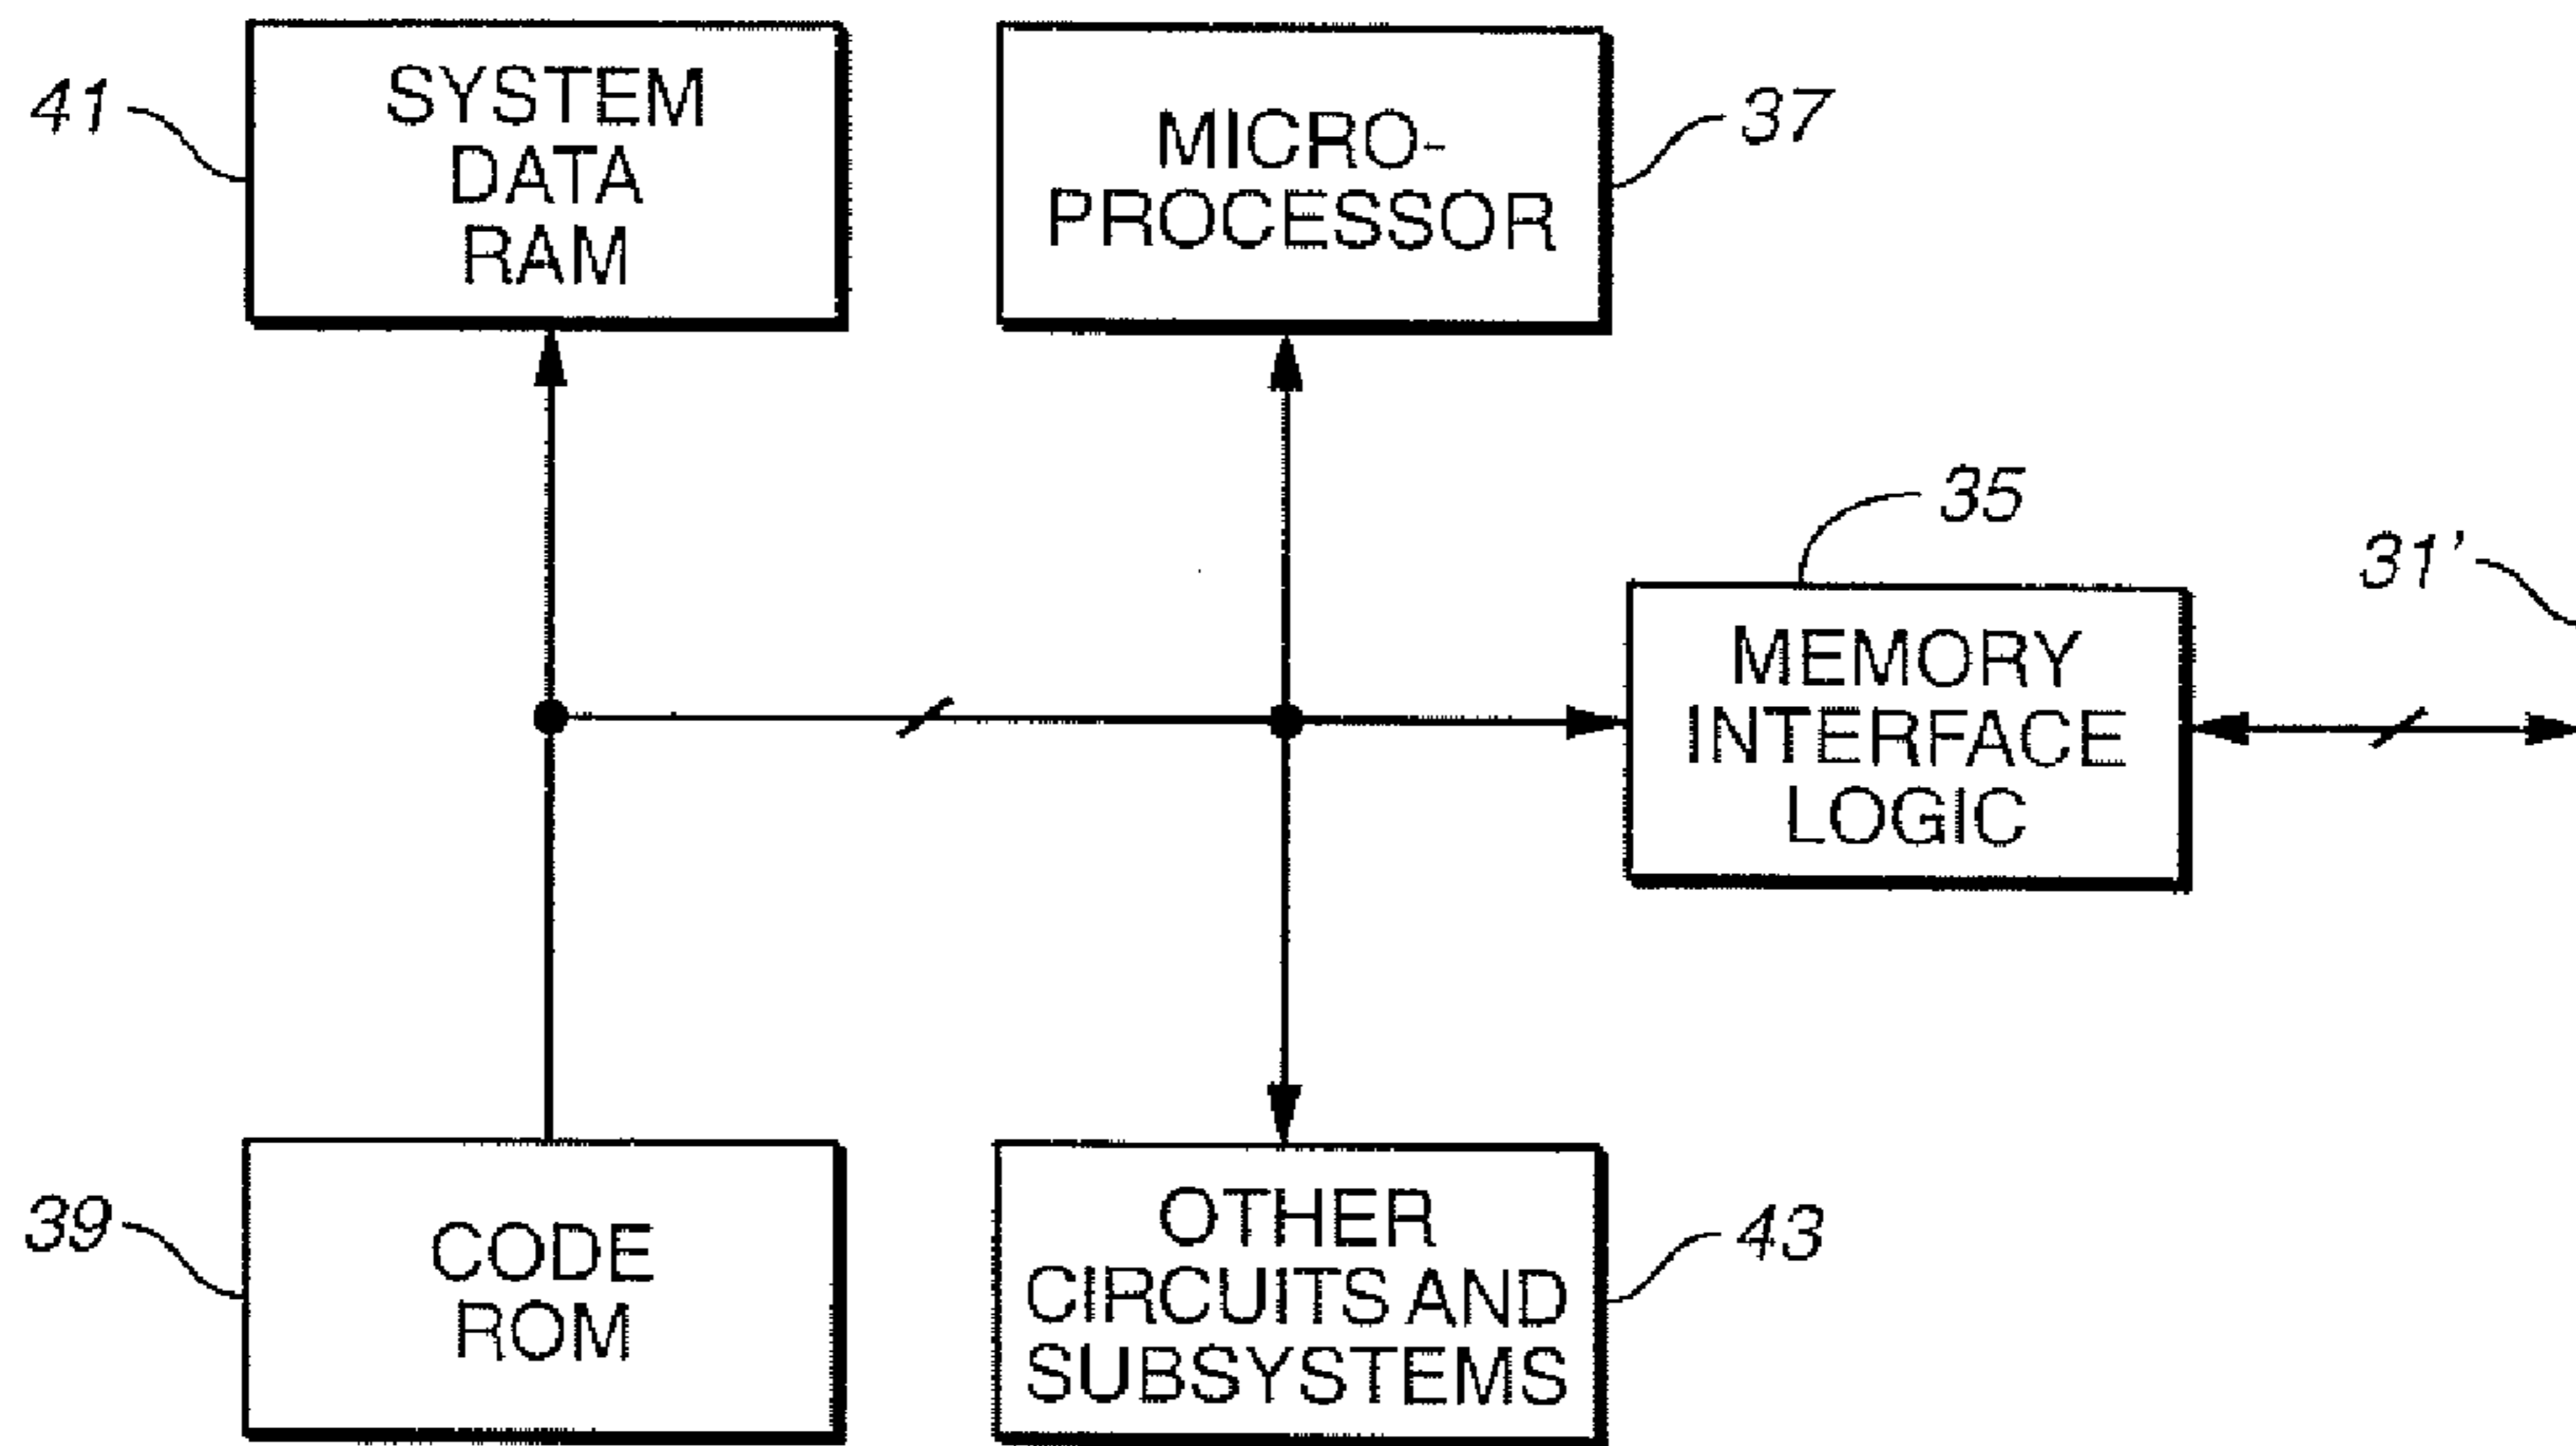 41
SYSTEM
DATA
RAM
MICRO-
PROCESSOR
37
35
31’
MEMORY
INTERFACE
LOGIC
39
CODE
ROM
OTHER
CIRCUITS AND
SUBSYSTEMS
43